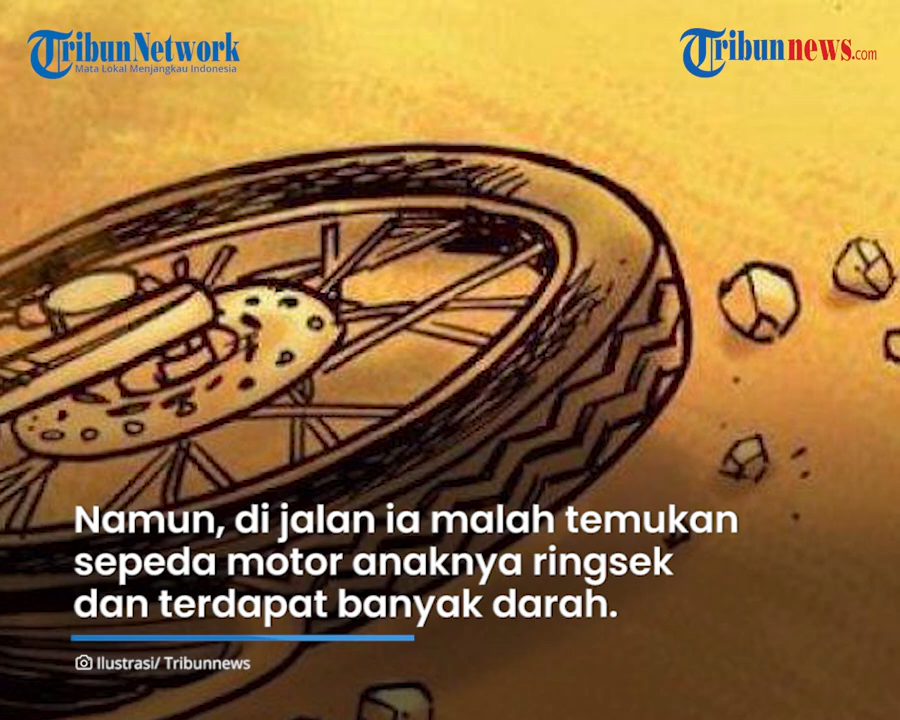 TribunNetwork
Mata Lokal Menjangkau Indonesia
Tribunnews.com
Namun, di jalan ia malah temukan
sepeda motor anaknya ringsek
dan terdapat banyak darah.
Ilustrasi/ Tribunnews